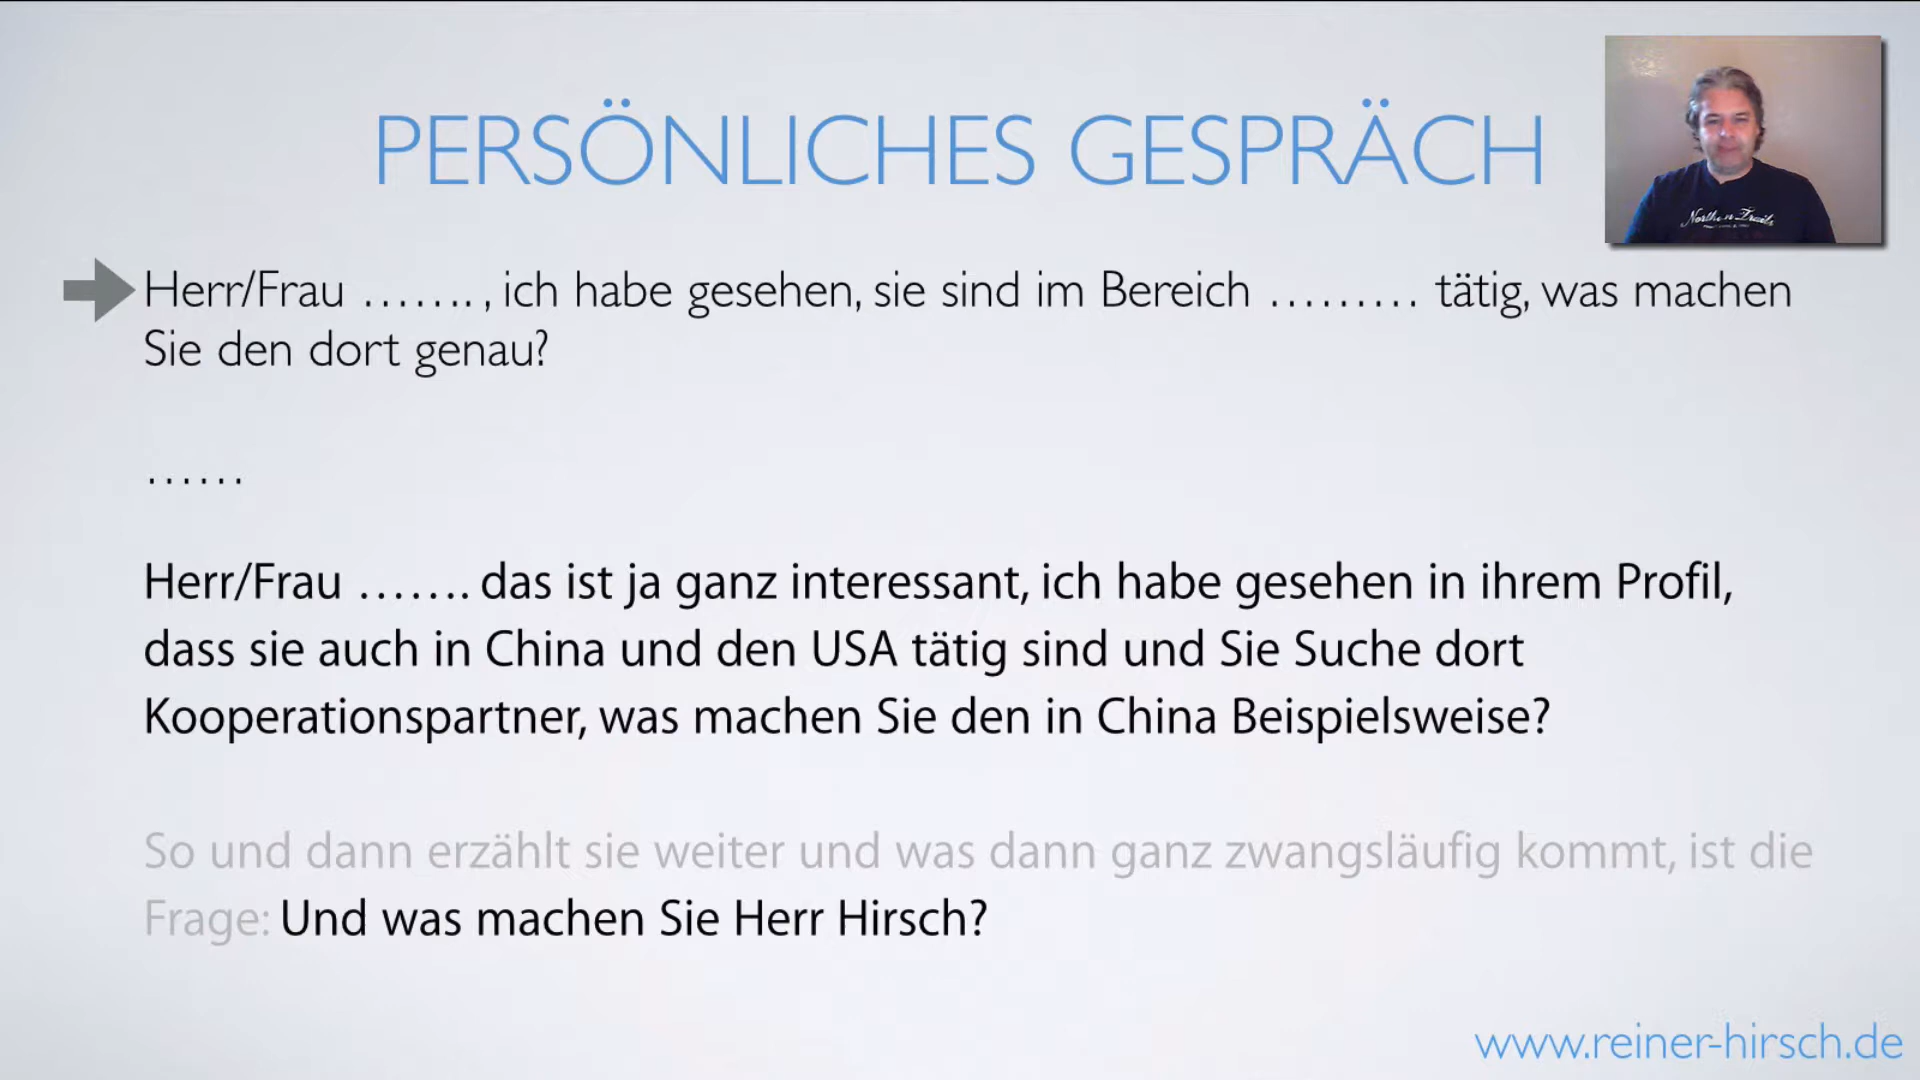 PERSÖNLICHES GESPRÄCH
Herr/Frau ......., ich habe gesehen, sie sind im Bereich ......... tätig, was machen
Sie den dort genau?
......
Herr/Frau ....... das ist ja ganz interessant, ich habe gesehen in ihrem Profil,
dass sie auch in China und den USA tätig sind und Sie Suche dort
Kooperationspartner, was machen Sie den in China Beispielsweise?
So und dann erzählt sie weiter und was dann ganz zwangsläufig kommt, ist die
Frage: Und was machen Sie Herr Hirsch?
www.reiner-hirsch.de